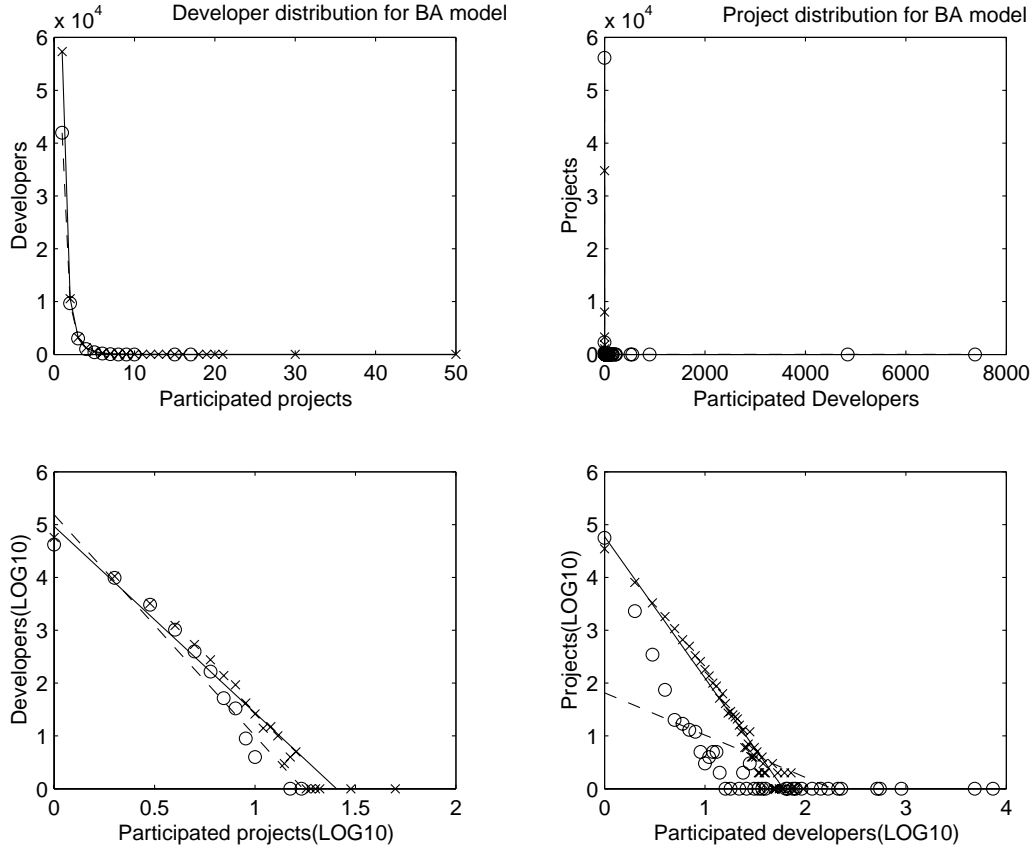 Developer distribution for BA model
x 10^4
6
5
4
3
2
1
0
0 10 20 30 40 50
Participated projects
Developers
Project distribution for BA model
x 10^4
6
5
4
3
2
1
0
0 2000 4000 6000 8000
Participated Developers
Projects
6
5
4
3
2
1
0
0 0.5 1 1.5 2
Participated projects(LOG10)
Developers(LOG10)
6
5
4
3
2
1
0
0 1 2 3 4
Participated developers(LOG10)
Projects(LOG10)